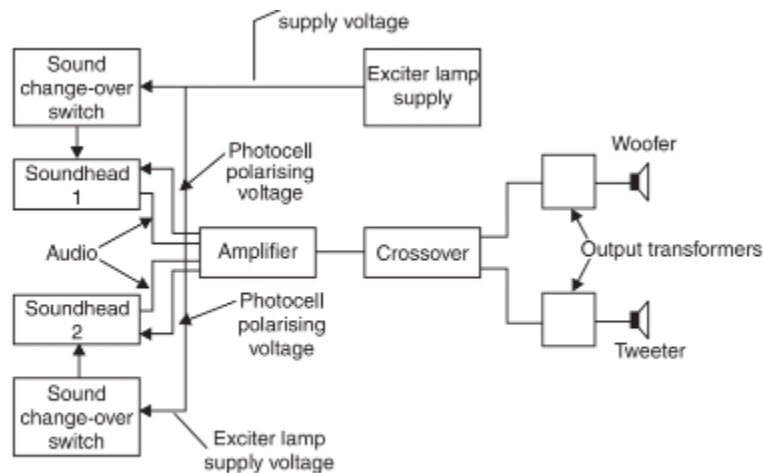 supply voltage
Sound
change-over
switch
Exciter lamp
supply
Photocell
polarising
voltage
Woofer
Soundhead
1
Audio
Amplifier
Crossover
Output transformers
Soundhead
2
Photocell
polarising
voltage
Tweeter
Sound
change-over
switch
Exciter lamp
supply voltage